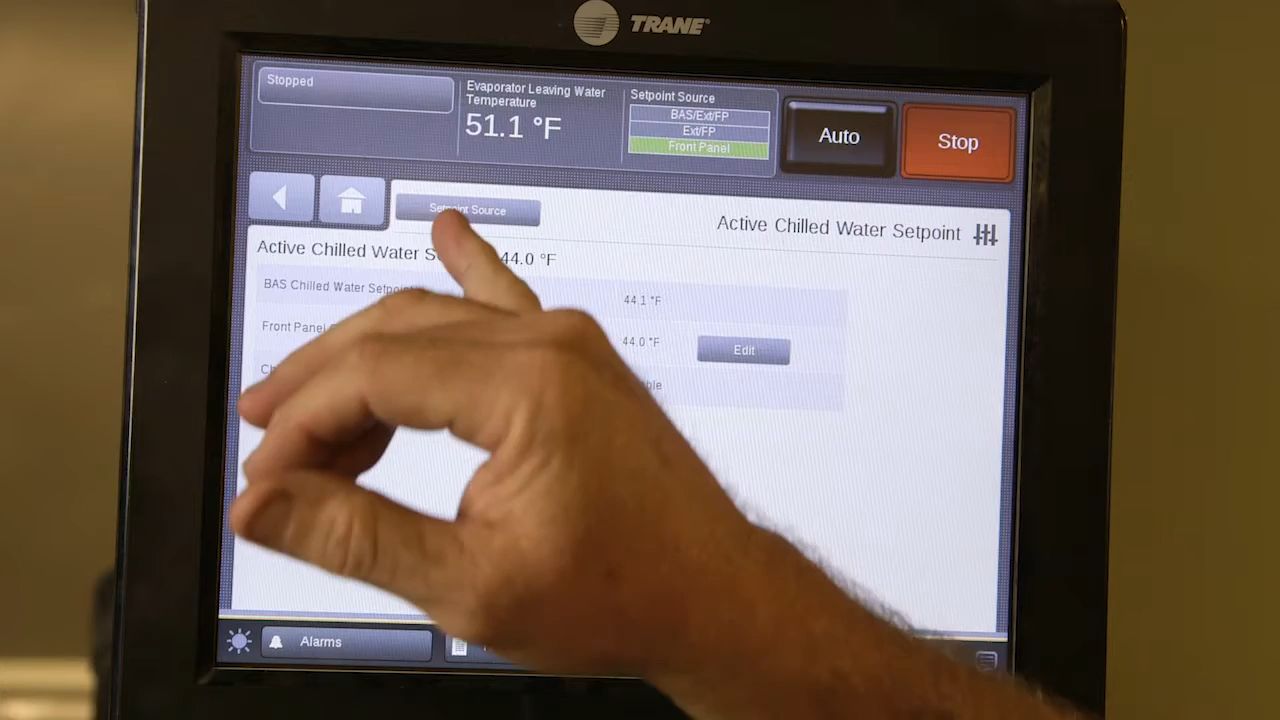 TRANE
Stopped
Evaporator Leaving Water
Temperature
51.1 °F
Setpoint Source
BAS/Ext/FP
Ext/FP
Front Panel
Auto
Stop
Setpoint Source
Active Chilled Water Setpoint
Active Chilled Water 44.0 °F
BAS Chilled Water Setpoint 44.1 °F
Front Panel 44.0 °F Edit
Alarms